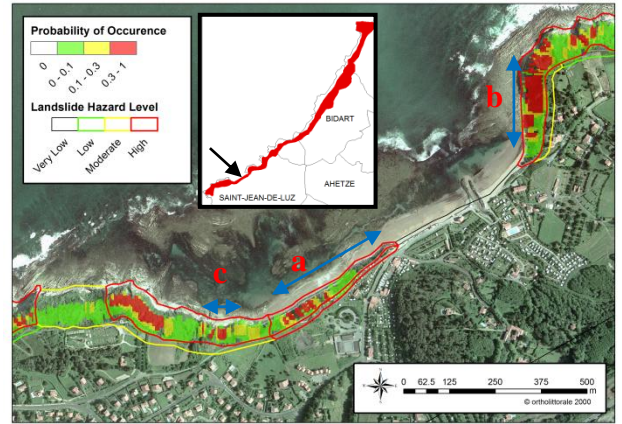 Probability of Occurence
0
0 - 0.1
0.1 - 0.3
0.3 - 1
Landslide Hazard Level
Very Low
Low
Moderate
High
BIDART
AHETZE
SAINT-JEAN-DE-LUZ
b
a
c
0 62.5 125 250 375 500
m
© ortholittorale 2000